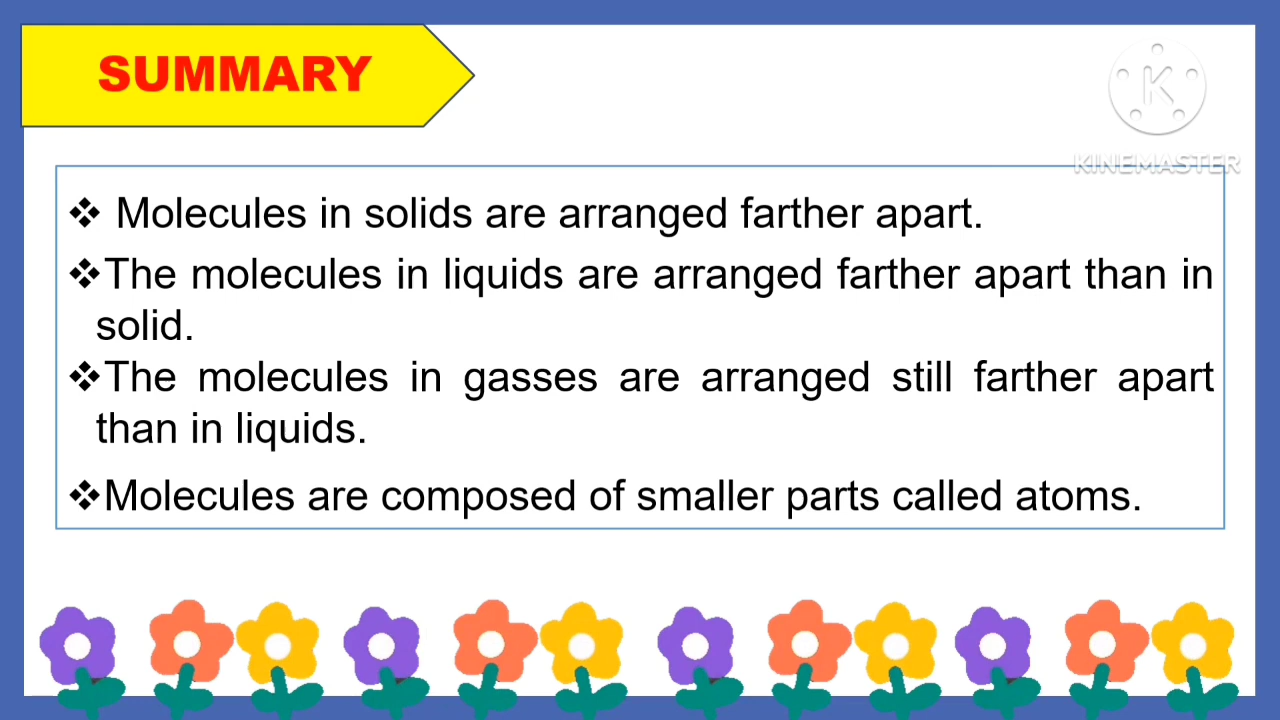 SUMMARY
K
KINEMASTER
❖ Molecules in solids are arranged farther apart.
❖The molecules in liquids are arranged farther apart than in
solid.
❖The molecules in gasses are arranged still farther apart
than in liquids.
❖Molecules are composed of smaller parts called atoms.